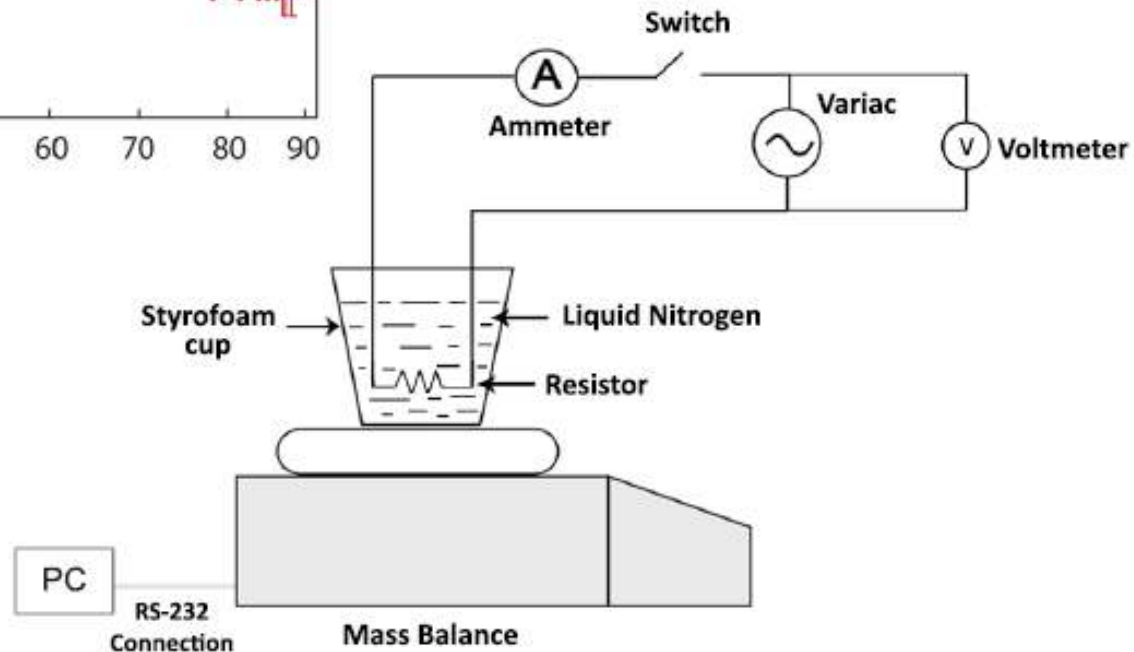 Switch
A
Ammeter
Variac
V
Voltmeter
60 70 80 90
Styrofoam
cup
Liquid Nitrogen
Resistor
PC
RS-232
Connection
Mass Balance